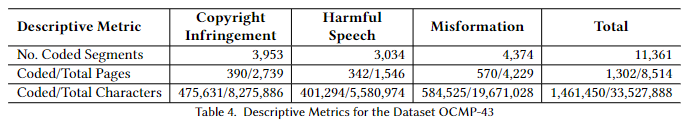 Descriptive Metric Copyright Infringement Harmful Speech Misformation Total
No. Coded Segments 3,953 3,034 4,374 11,361
Coded/Total Pages 390/2,739 342/1,546 570/4,229 1,302/8,514
Coded/Total Characters 475,631/8,275,886 401,294/5,580,974 584,525/19,671,028 1,461,450/33,527,888
Table 4. Descriptive Metrics for the Dataset OCMP-43